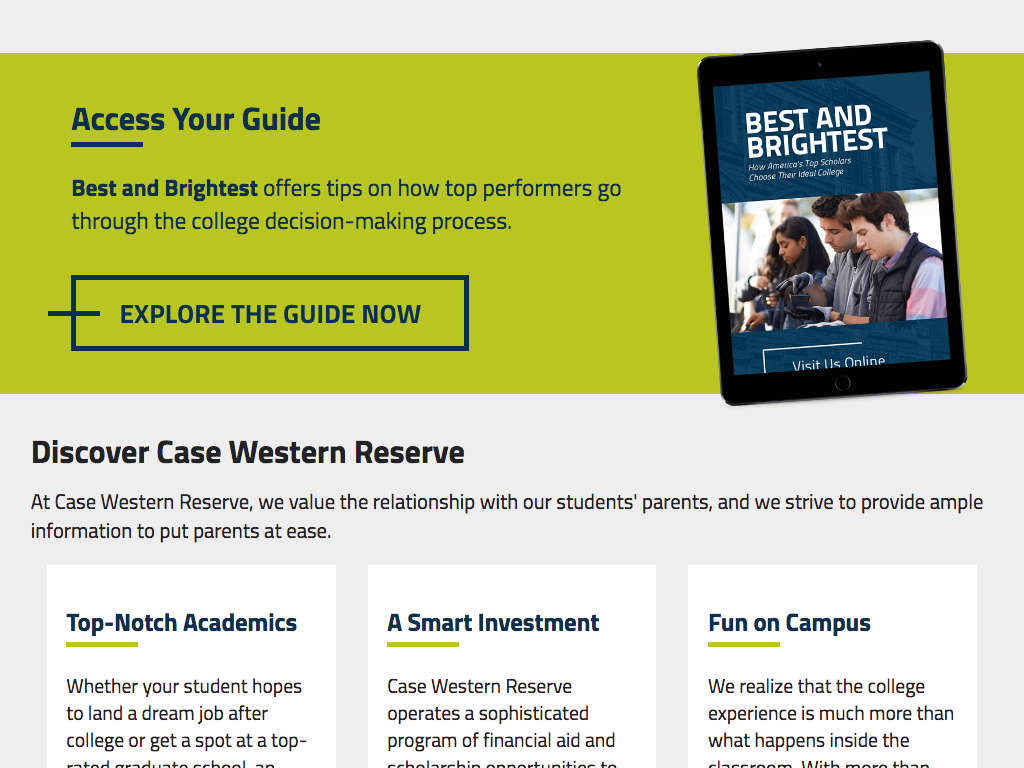 Access Your Guide
Best and Brightest offers tips on how top performers go
through the college decision-making process.
EXPLORE THE GUIDE NOW
BEST AND
BRIGHTEST
How America's Top Scholars
Choose Their Ideal College
Visit Us Online
Discover Case Western Reserve
At Case Western Reserve, we value the relationship with our students' parents, and we strive to provide ample
information to put parents at ease.
Top-Notch Academics
Whether your student hopes
to land a dream job after
college or get a spot at a top-
rated graduate school, an
A Smart Investment
Case Western Reserve
operates a sophisticated
program of financial aid and
scholarship opportunities to
Fun on Campus
We realize that the college
experience is much more than
what happens inside the
classroom. With more than